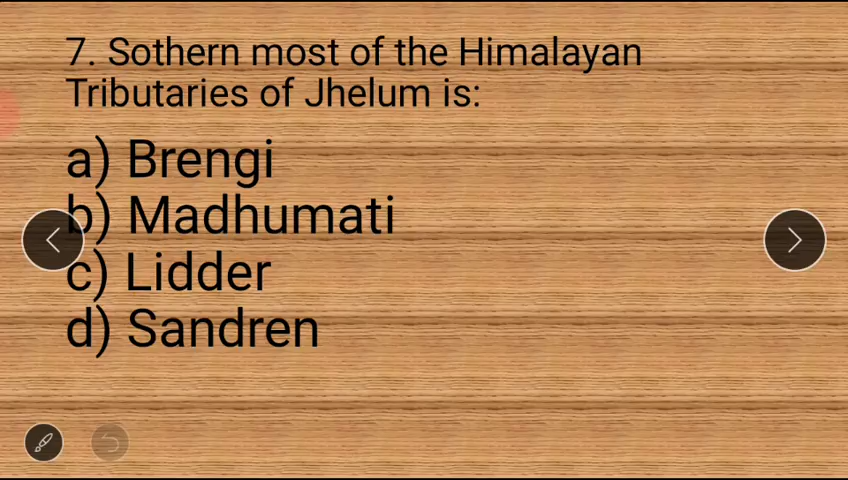 7. Sothern most of the Himalayan
Tributaries of Jhelum is:
a) Brengi
b) Madhumati
c) Lidder
d) Sandren